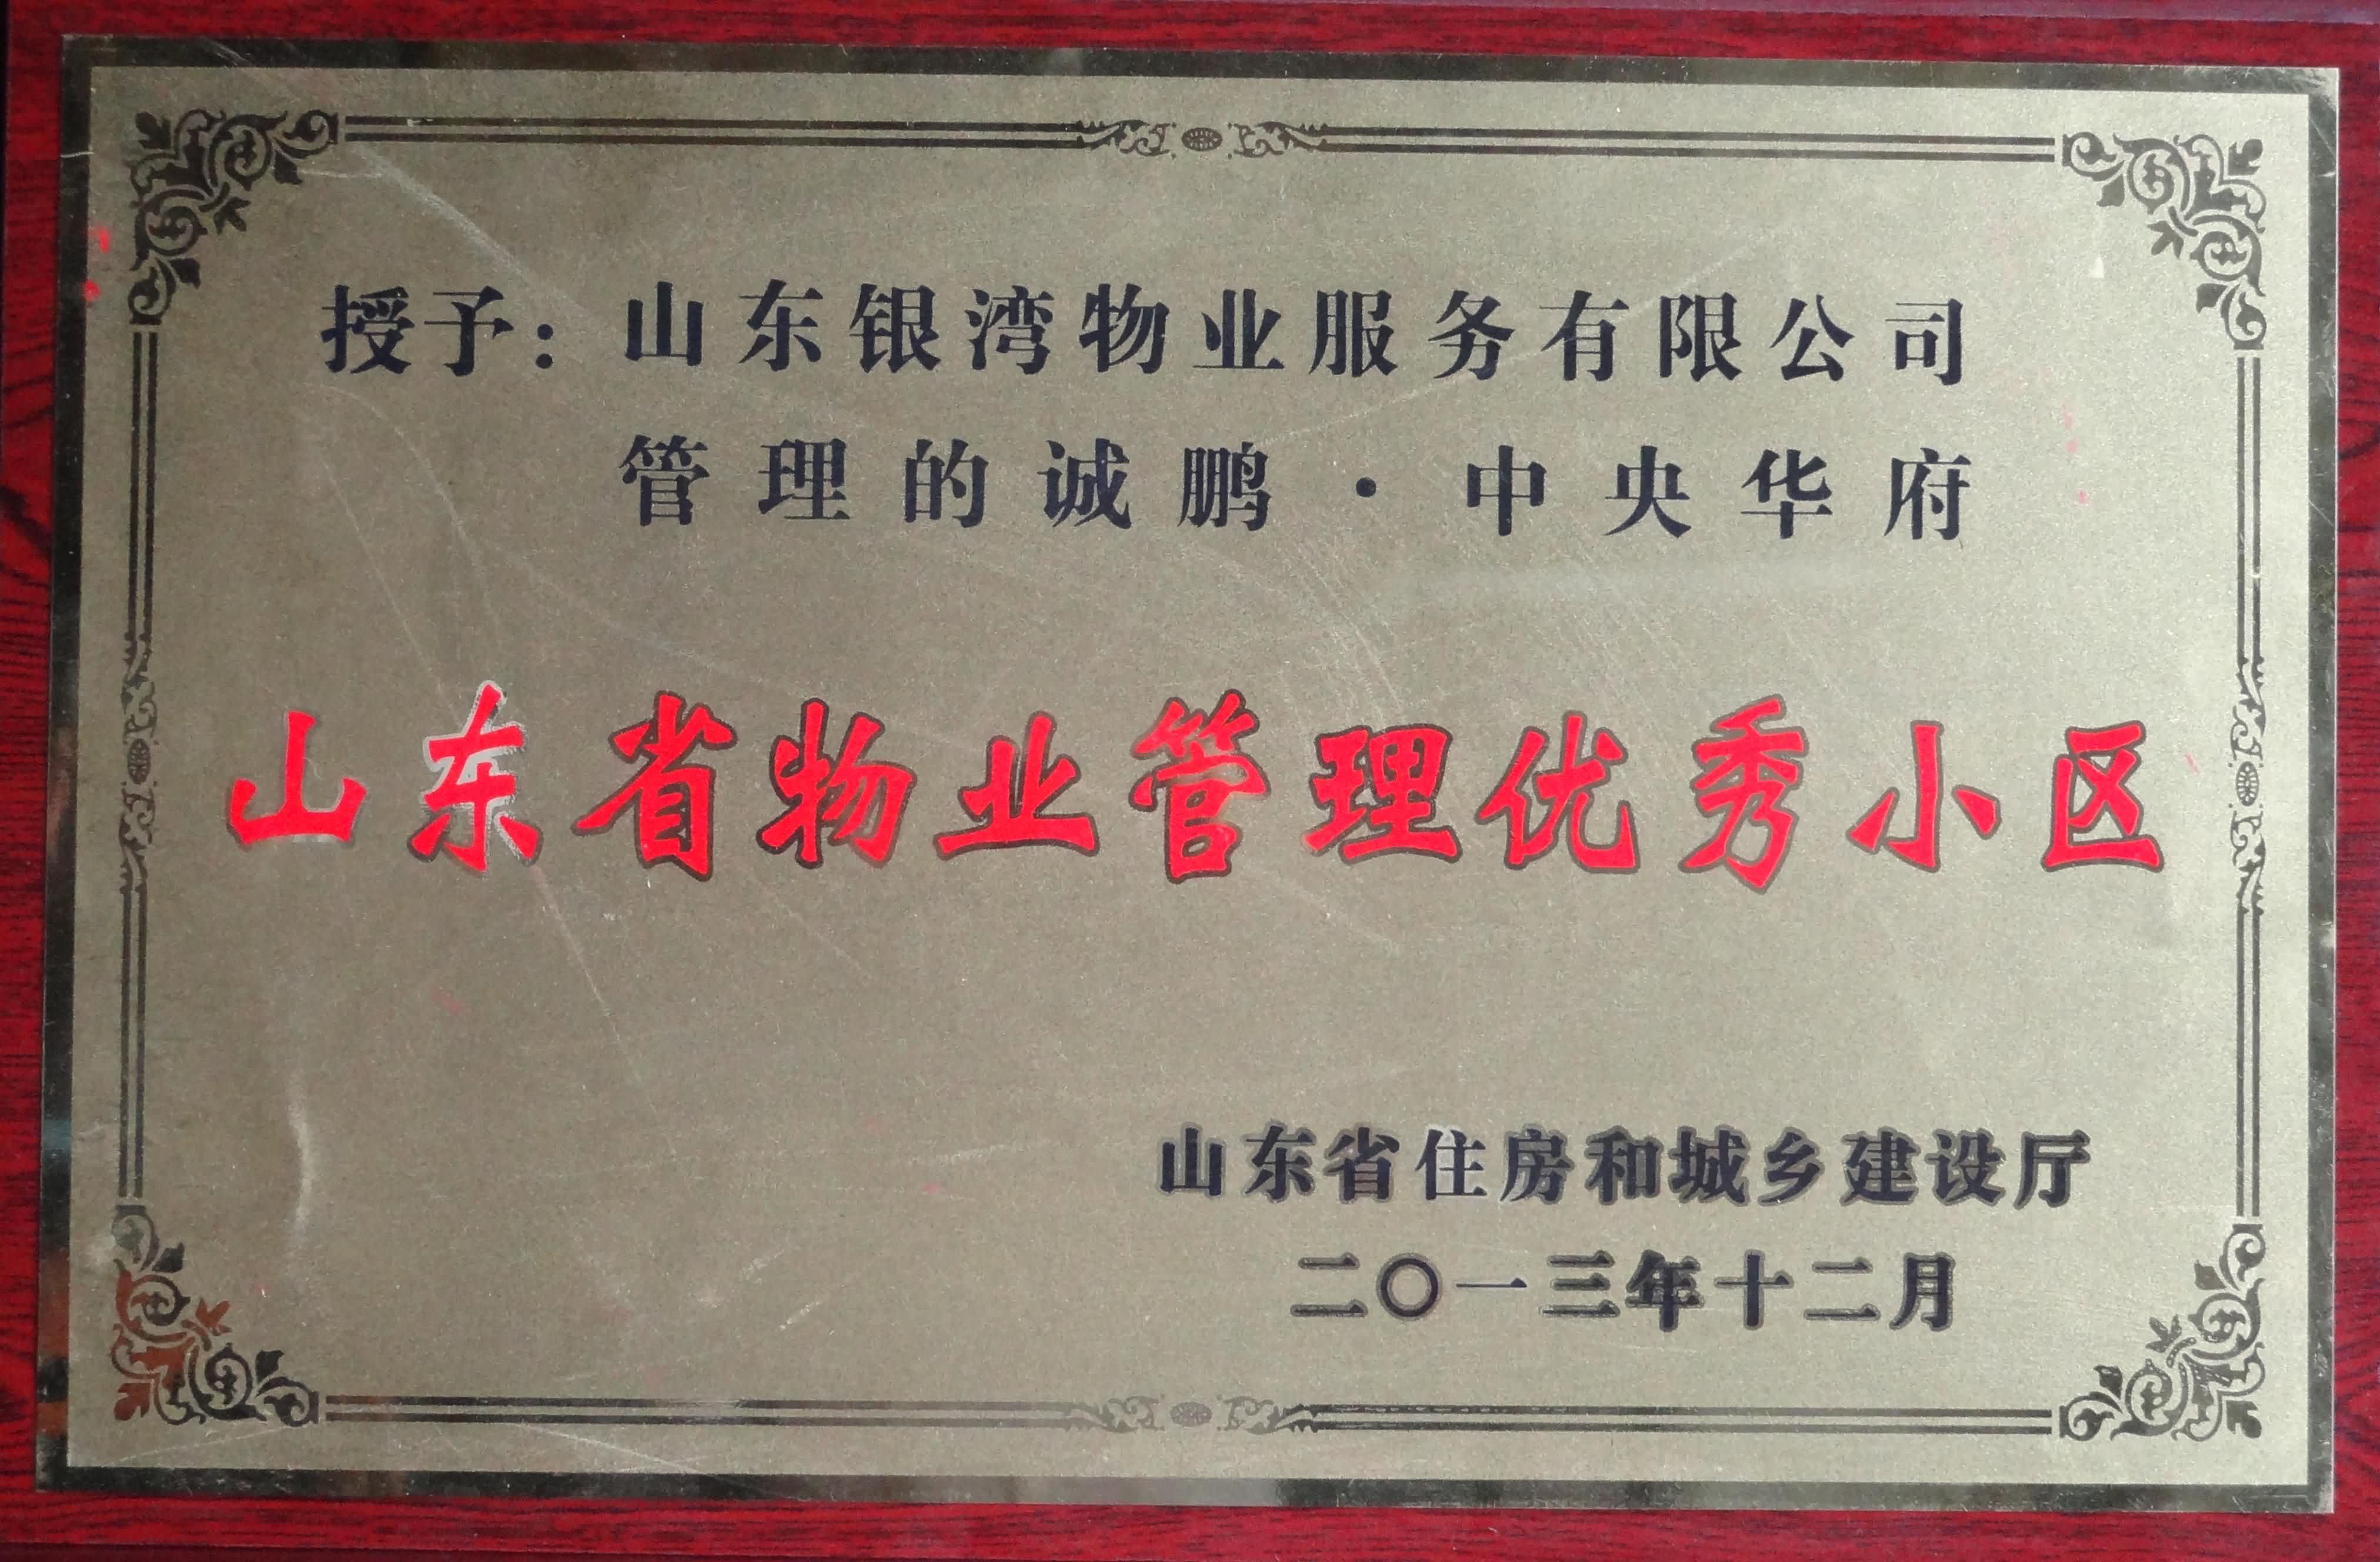 授予：山东银湾物业服务有限公司
管理的诚鹏·中央华府
山东省物业管理优秀小区
山东省住房和城乡建设厅
二〇一三年十二月